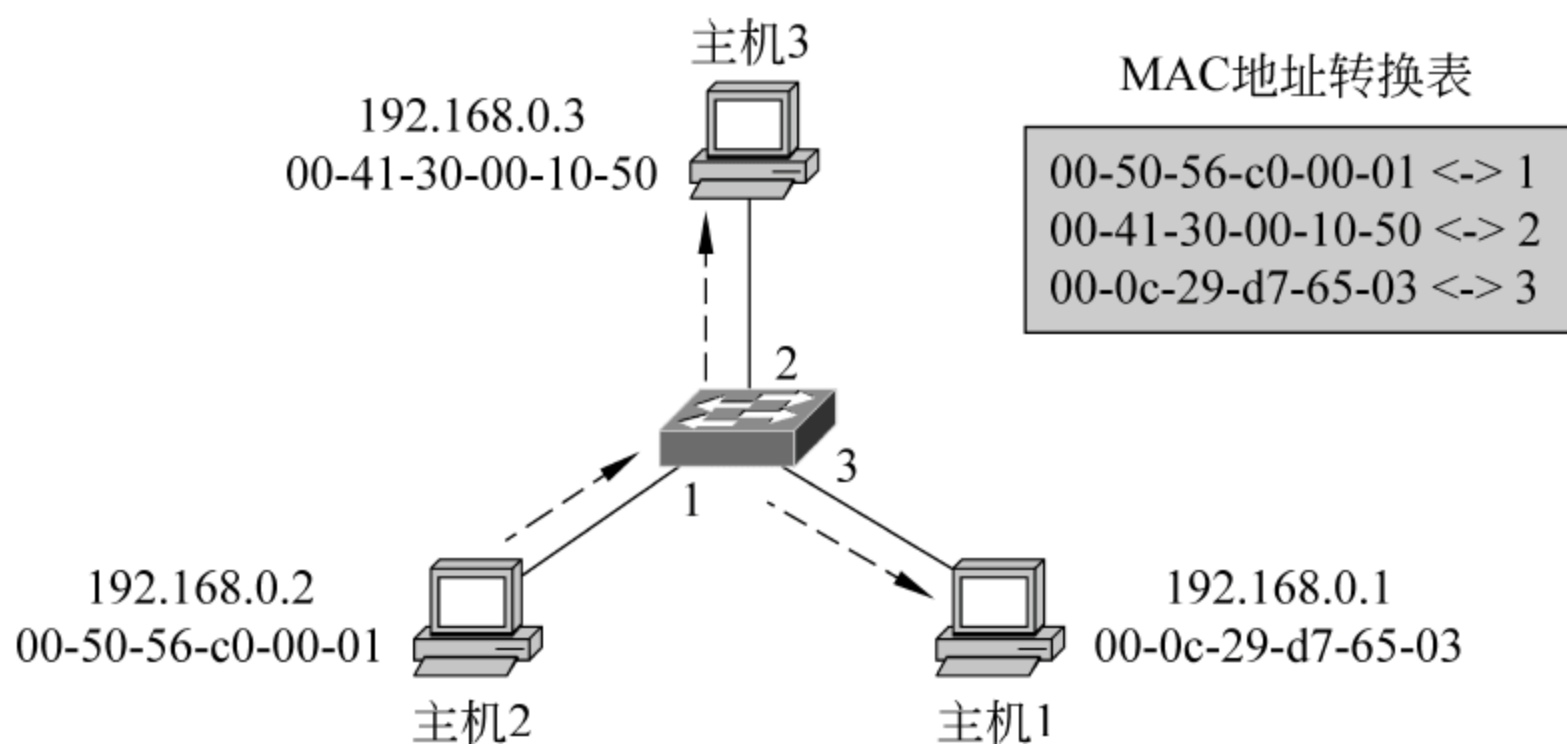 主机3
192.168.0.3
00-41-30-00-10-50
MAC地址转换表
00-50-56-c0-00-01 <-> 1
00-41-30-00-10-50 <-> 2
00-0c-29-d7-65-03 <-> 3
2
3
1
192.168.0.2
00-50-56-c0-00-01
主机2
192.168.0.1
00-0c-29-d7-65-03
主机1